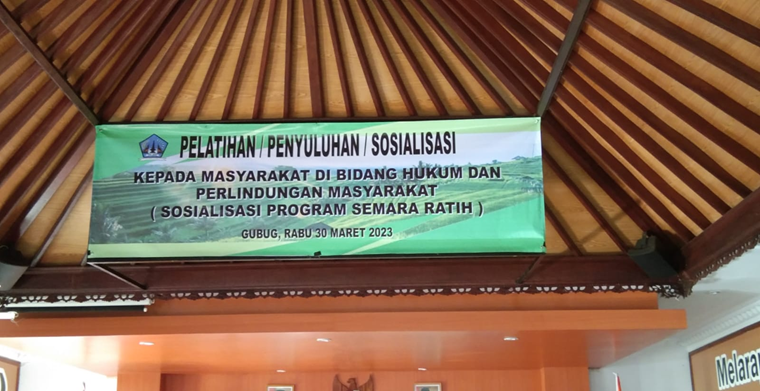 PELATIHAN / PENYULUHAN / SOSIALISASI
KEPADA MASYARAKAT DI BIDANG HUKUM DAN
PERLINDUNGAN MASYARAKAT
( SOSIALISASI PROGRAM SEMARA RATIH )
GUBUG, RABU 30 MARET 2023